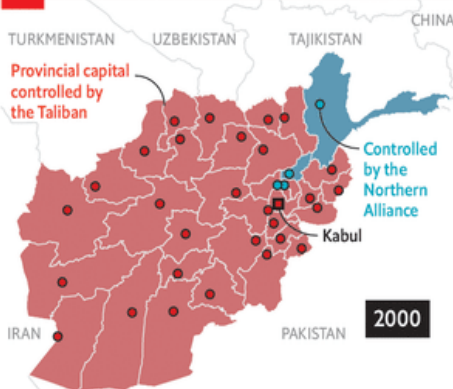 CHINA
TURKMENISTAN
UZBEKISTAN
TAJIKISTAN
Provincial capital
controlled by
the Taliban
Controlled
by the
Northern
Alliance
Kabul
2000
IRAN
PAKISTAN